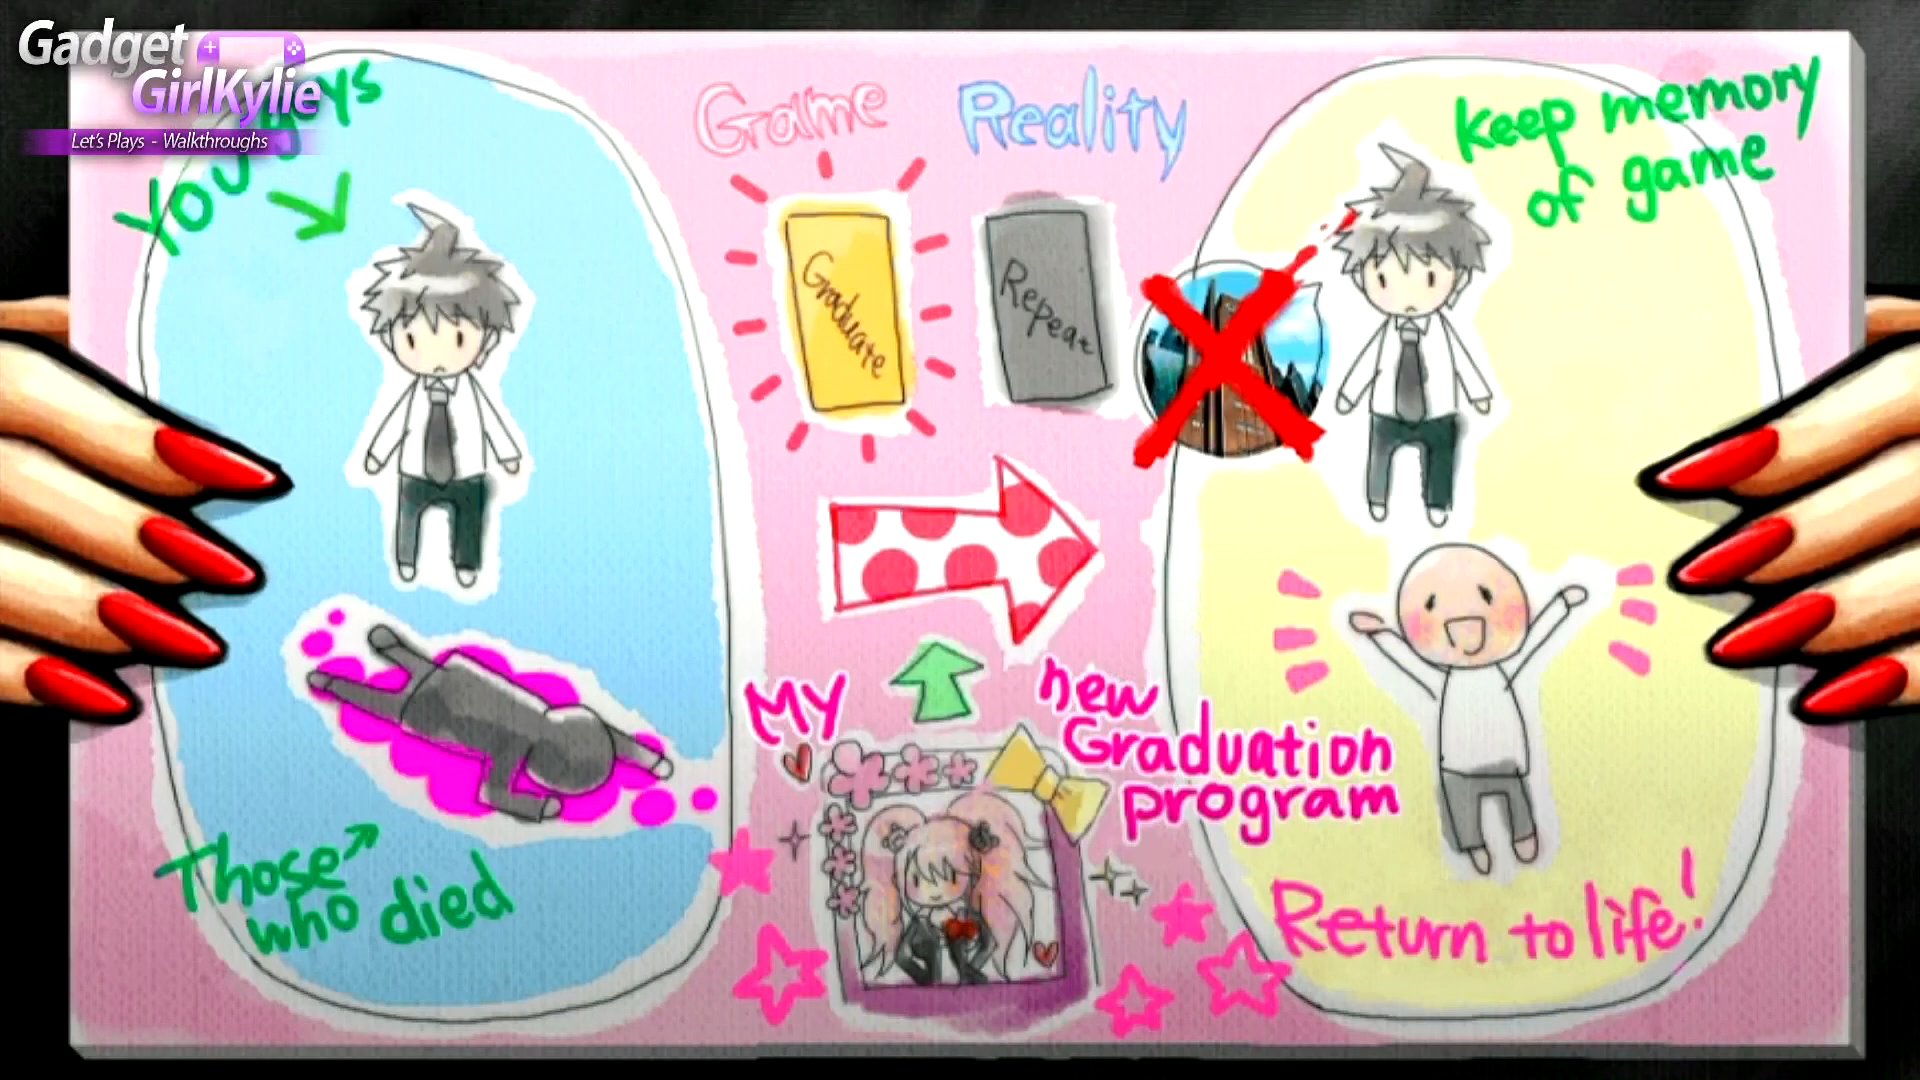 Gadget
GirlKylie
Let's Plays - Walkthroughs
You guys
Game
Reality
keep memory
of game
Graduate
Repeat
My
new
Graduation
program
Those
who died
Return to life!